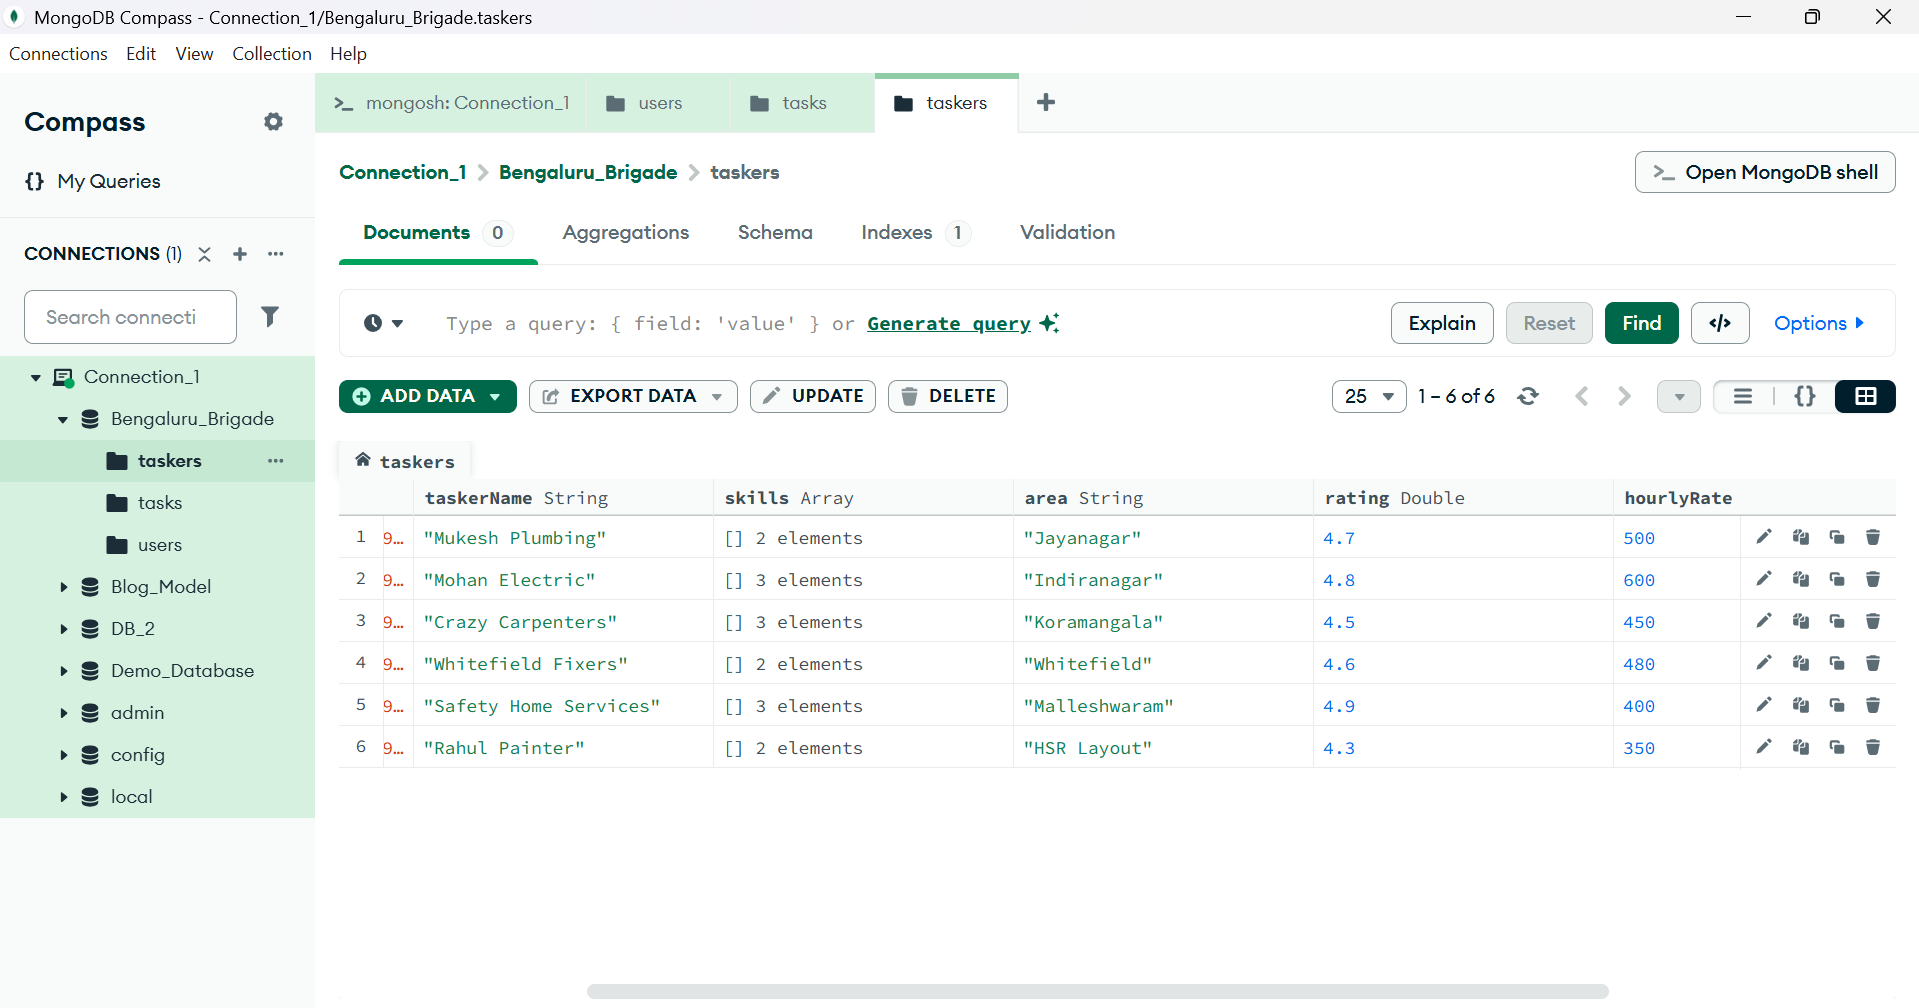 MongoDB Compass - Connection_1/Bengaluru_Brigade.taskers
Connections Edit View Collection Help
Compass
My Queries
CONNECTIONS (1)
Search connecti
Connection_1
Bengaluru_Brigade
taskers
tasks
users
Blog_Model
DB_2
Demo_Database
admin
config
local
mongosh: Connection_1 users tasks taskers
Connection_1 > Bengaluru_Brigade > taskers
>_ Open MongoDB shell
Documents 0 Aggregations Schema Indexes 1 Validation
Type a query: { field: 'value' } or Generate query
Explain Reset Find </> Options
ADD DATA EXPORT DATA UPDATE DELETE
25 1 – 6 of 6 {}
taskers
taskerName String skills Array area String rating Double hourlyRate
1 9… "Mukesh Plumbing" [] 2 elements "Jayanagar" 4.7 500
2 9… "Mohan Electric" [] 3 elements "Indiranagar" 4.8 600
3 9… "Crazy Carpenters" [] 3 elements "Koramangala" 4.5 450
4 9… "Whitefield Fixers" [] 2 elements "Whitefield" 4.6 480
5 9… "Safety Home Services" [] 3 elements "Malleshwaram" 4.9 400
6 9… "Rahul Painter" [] 2 elements "HSR Layout" 4.3 350